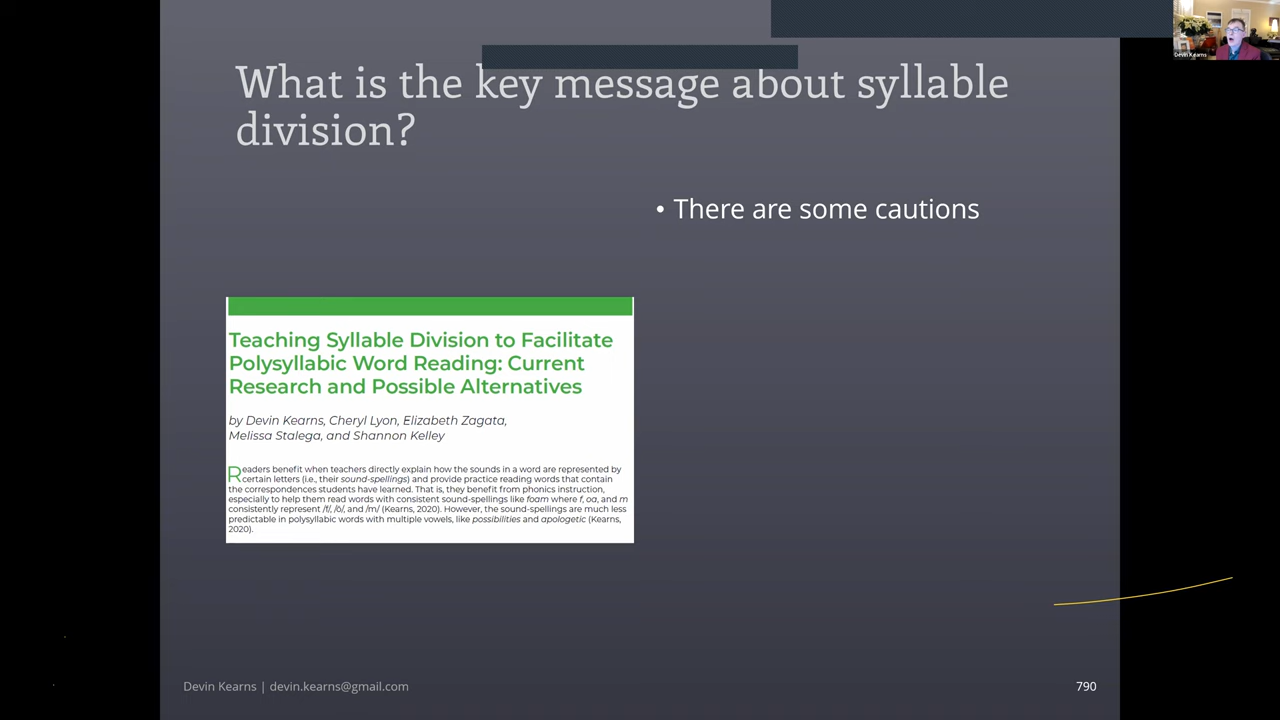 Devin Kearns
What is the key message about syllable
division?
• There are some cautions
Teaching Syllable Division to Facilitate
Polysyllabic Word Reading: Current
Research and Possible Alternatives
by Devin Kearns, Cheryl Lyon, Elizabeth Zagata,
Melissa Stalega, and Shannon Kelley
Readers benefit when teachers directly explain how the sounds in a word are represented by
certain letters (i.e., their sound-spellings) and provide practice reading words that contain
the correspondences students have learned. That is, they benefit from phonics instruction,
especially to help them read words with consistent sound-spellings like foam where f, oa, and m
consistently represent /f/, /ō/, and /m/ (Kearns, 2020). However, the sound-spellings are much less
predictable in polysyllabic words with multiple vowels, like possibilities and apologetic (Kearns,
2020).
Devin Kearns | devin.kearns@gmail.com
790